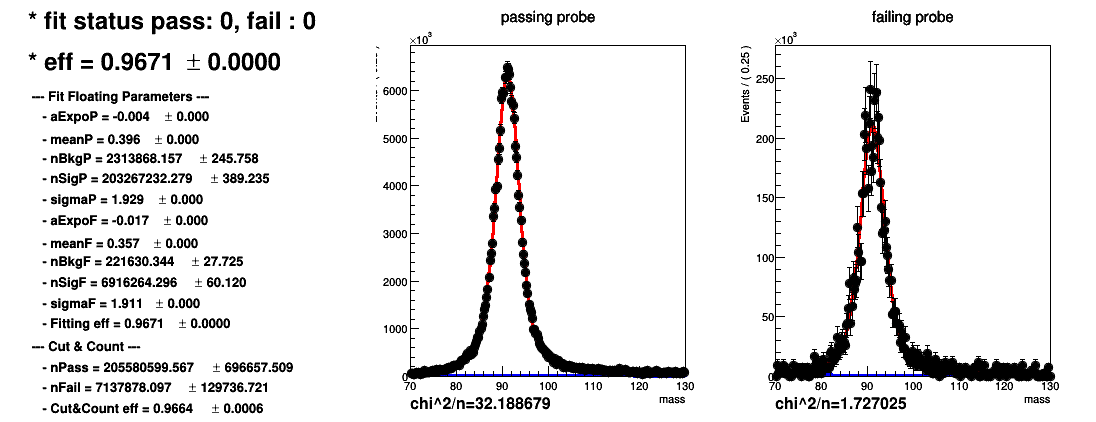 * fit status pass: 0, fail : 0
* eff = 0.9671 ± 0.0000
--- Fit Floating Parameters ---
- aExpoP = -0.004 ± 0.000
- meanP = 0.396 ± 0.000
- nBkgP = 2313868.157 ± 245.758
- nSigP = 203267232.279 ± 389.235
- sigmaP = 1.929 ± 0.000
- aExpoF = -0.017 ± 0.000
- meanF = 0.357 ± 0.000
- nBkgF = 221630.344 ± 27.725
- nSigF = 6916264.296 ± 60.120
- sigmaF = 1.911 ± 0.000
- Fitting eff = 0.9671 ± 0.0000
--- Cut & Count ---
- nPass = 205580599.567 ± 696657.509
- nFail = 7137878.097 ± 129736.721
- Cut&Count eff = 0.9664 ± 0.0006
passing probe
×10³
6000
5000
4000
3000
2000
1000
0
70 80 90 100 110 120 130
mass
chi^2/n=32.188679
failing probe
×10³
Events / ( 0.25 )
250
200
150
100
50
0
70 80 90 100 110 120 130
mass
chi^2/n=1.727025